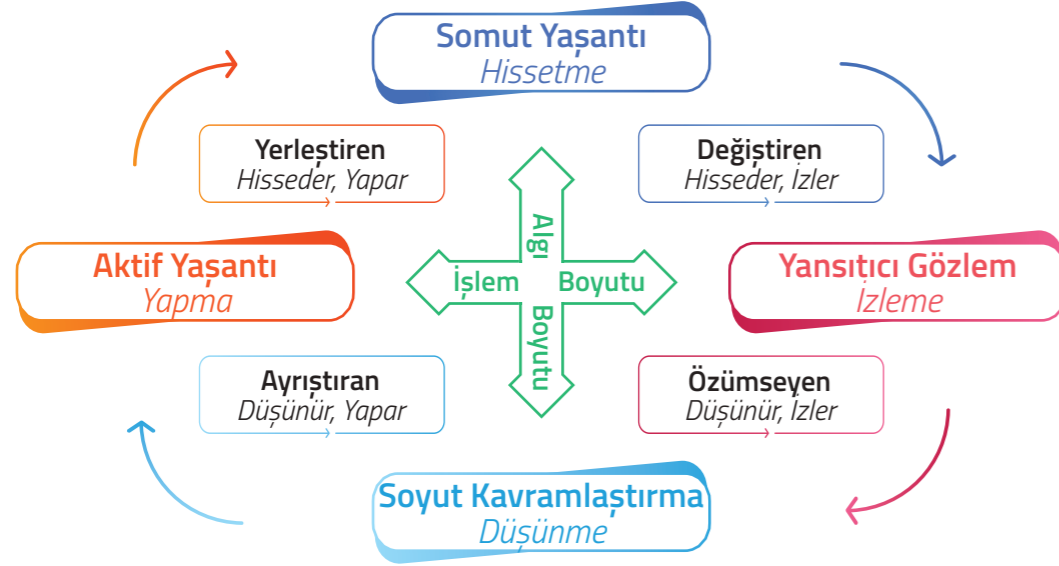 Somut Yaşantı
Hissetme
Yerleştiren
Hisseder, Yapar
Değiştiren
Hisseder, İzler
Aktif Yaşantı
Yapma
Algı
Boyutu
İşlem Boyutu
Yansıtıcı Gözlem
İzleme
Ayrıştıran
Düşünür, Yapar
Özümseyen
Düşünür, İzler
Soyut Kavramlaştırma
Düşünme